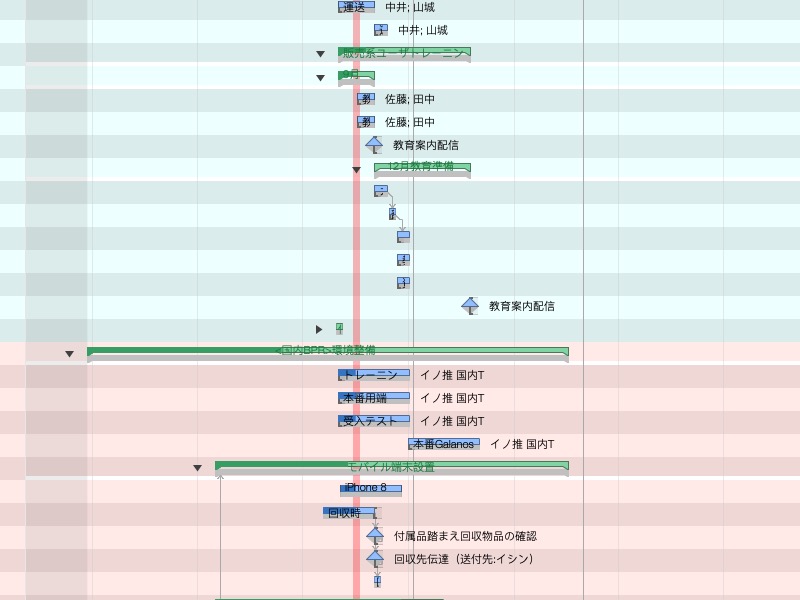 運送 中井; 山城
中井; 山城
販売系ユーザトレーニン
9月
教 佐藤; 田中
教 佐藤; 田中
教育案内配信
12月教育準備
教育案内配信
<国内BPR>環境整備
トレーニン イノ推 国内T
本番用端 イノ推 国内T
受入テスト イノ推 国内T
本番Galanos イノ推 国内T
モバイル端末設置
iPhone 8
回収時
付属品踏まえ回収物品の確認
回収先伝達（送付先:イシン）